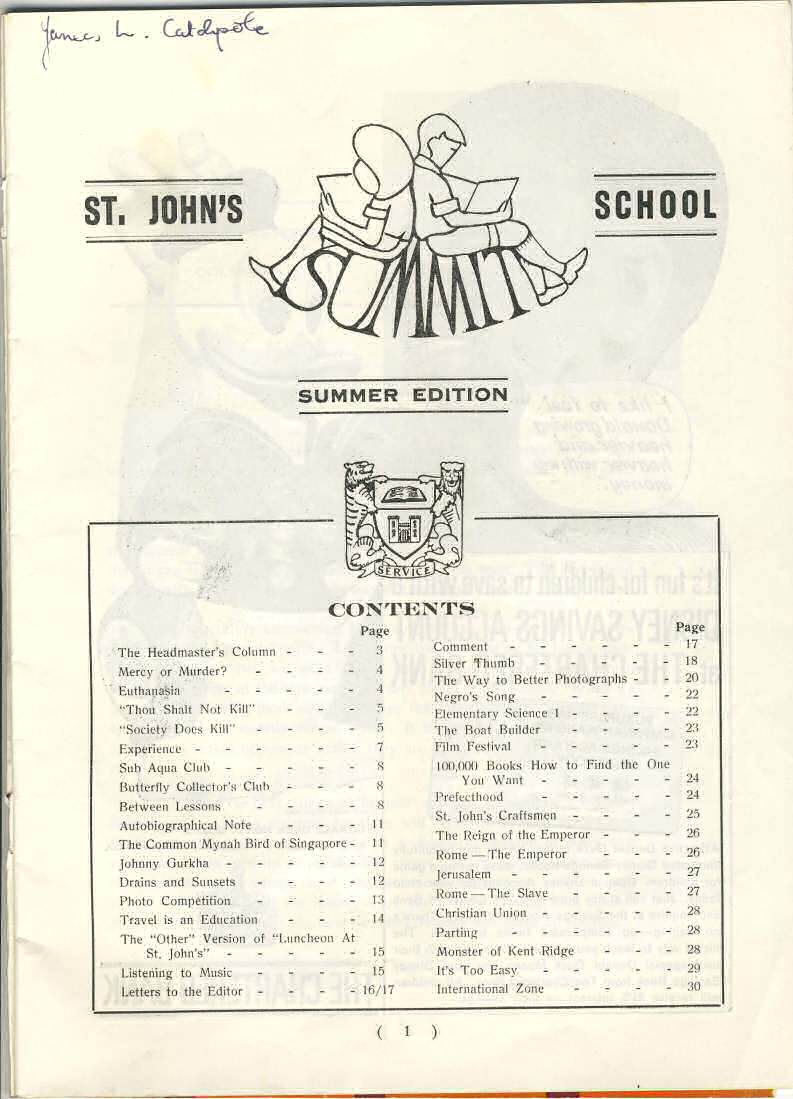 James L. Catchpole
ST. JOHN'S
SCHOOL
SUMMIT
SUMMER EDITION
SERVICE
CONTENTS
Page
The Headmaster's Column - - - 3
Mercy or Murder? - - - - 4
Euthanasia - - - - - 4
"Thou Shalt Not Kill" - - - 5
"Society Does Kill" - - - - 5
Experience - - - - - - 7
Sub Aqua Club - - - - - 8
Butterfly Collector's Club - - - 8
Between Lessons - - - - 8
Autobiographical Note - - - 11
The Common Mynah Bird of Singapore - 11
Johnny Gurkha - - - - - 12
Drains and Sunsets - - - - 12
Photo Competition - - - - 13
Travel is an Education - - - 14
The "Other" Version of "Luncheon At
St. John's" - - - - - 15
Listening to Music - - - - 15
Letters to the Editor - - - - 16/17
Page
Comment - - - - - - 17
Silver Thumb - - - - - 18
The Way to Better Photographs - - 20
Negro's Song - - - - - 22
Elementary Science I - - - - 22
The Boat Builder - - - - 23
Film Festival - - - - - 23
100,000 Books How to Find the One
You Want - - - - - 24
Prefecthood - - - - - 24
St. John's Craftsmen - - - - 25
The Reign of the Emperor - - - 26
Rome — The Emperor - - - - 26
Jerusalem - - - - - - 27
Rome — The Slave - - - - 27
Christian Union - - - - - 28
Parting - - - - - - 28
Monster of Kent Ridge - - - 28
It's Too Easy - - - - - 29
International Zone - - - - 30
( 1 )